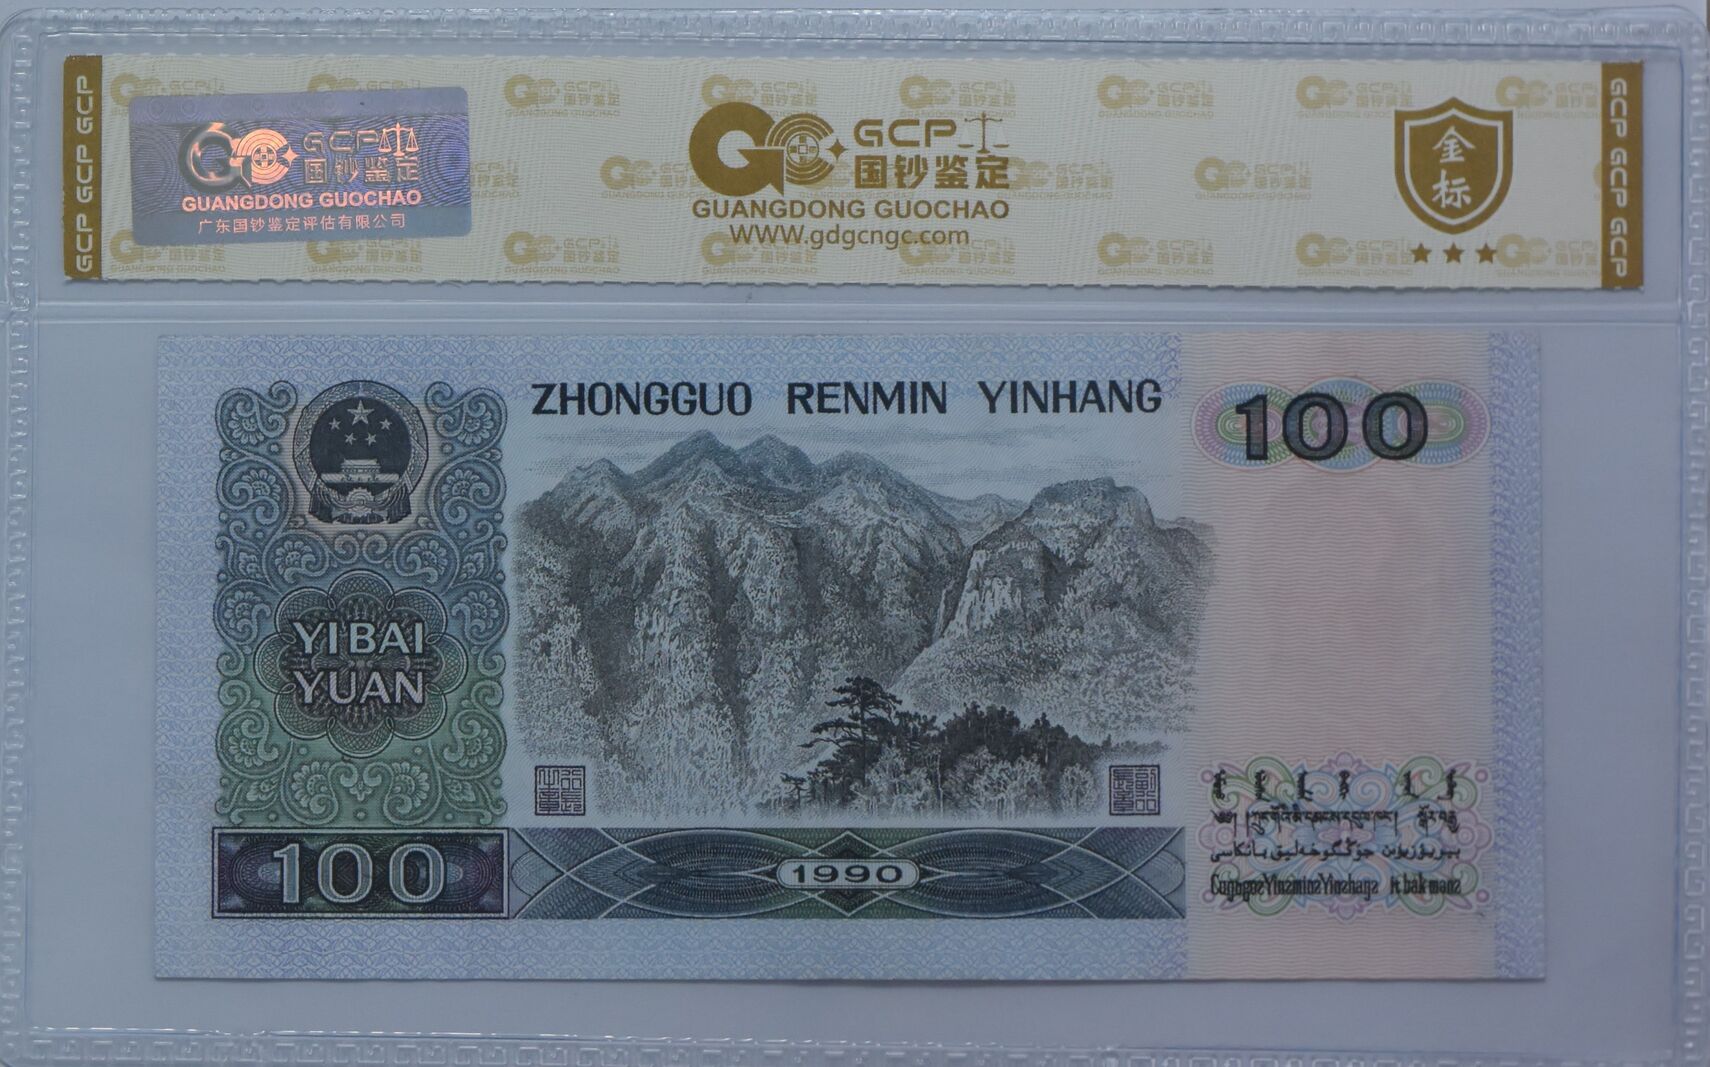 GCP GCP GCP
GCP
国钞鉴定
GUANGDONG GUOCHAO
广东国钞鉴定评估有限公司
GCP
国钞鉴定
GUANGDONG GUOCHAO
WWW.gdgcngc.com
金
标
GCP GCP GCP
ZHONGGUO RENMIN YINHANG
100
YIBAI
YUAN
100
1990